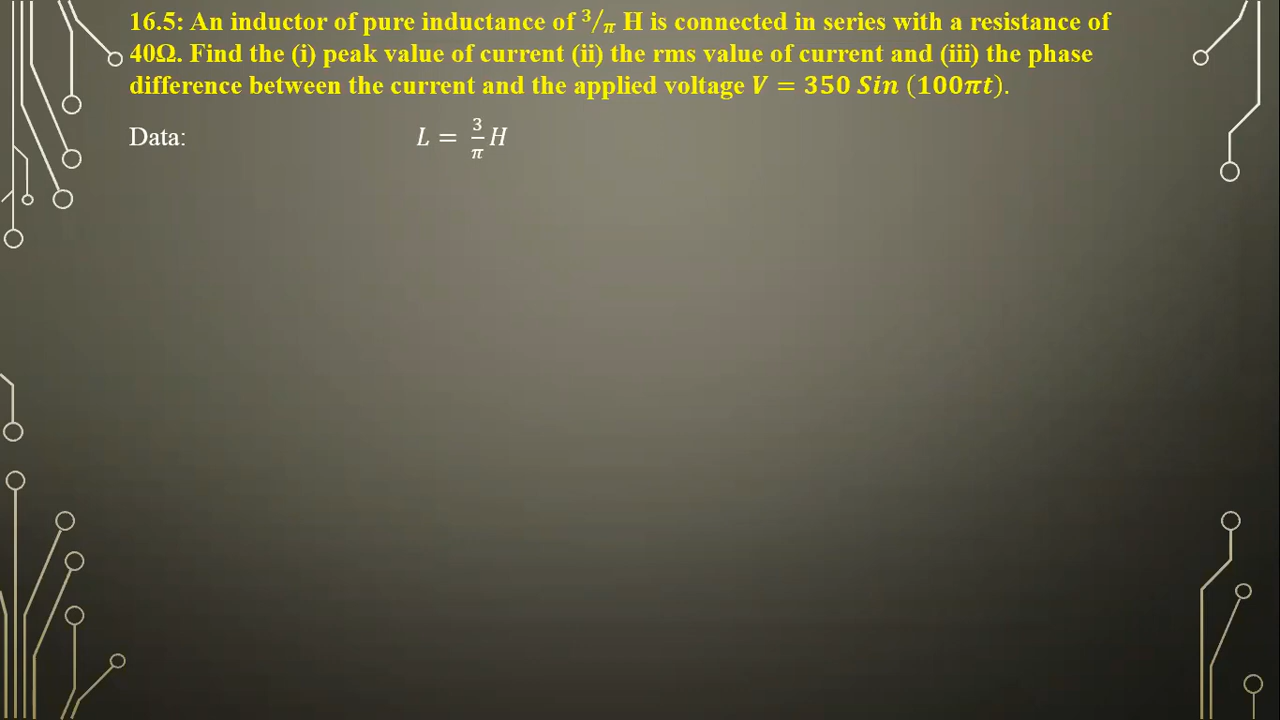 16.5: An inductor of pure inductance of ³/π H is connected in series with a resistance of
40Ω. Find the (i) peak value of current (ii) the rms value of current and (iii) the phase
difference between the current and the applied voltage V = 350 Sin (100πt).
Data: L = 3/π H